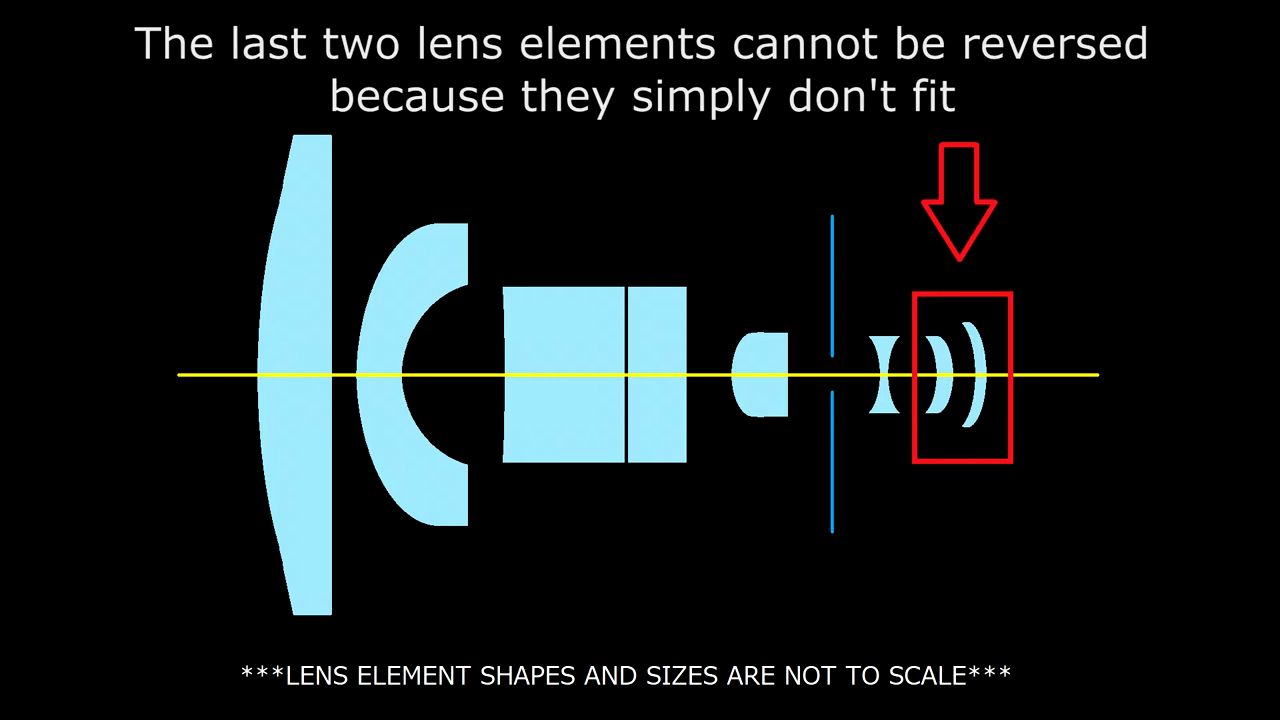 The last two lens elements cannot be reversed
because they simply don't fit
***LENS ELEMENT SHAPES AND SIZES ARE NOT TO SCALE***